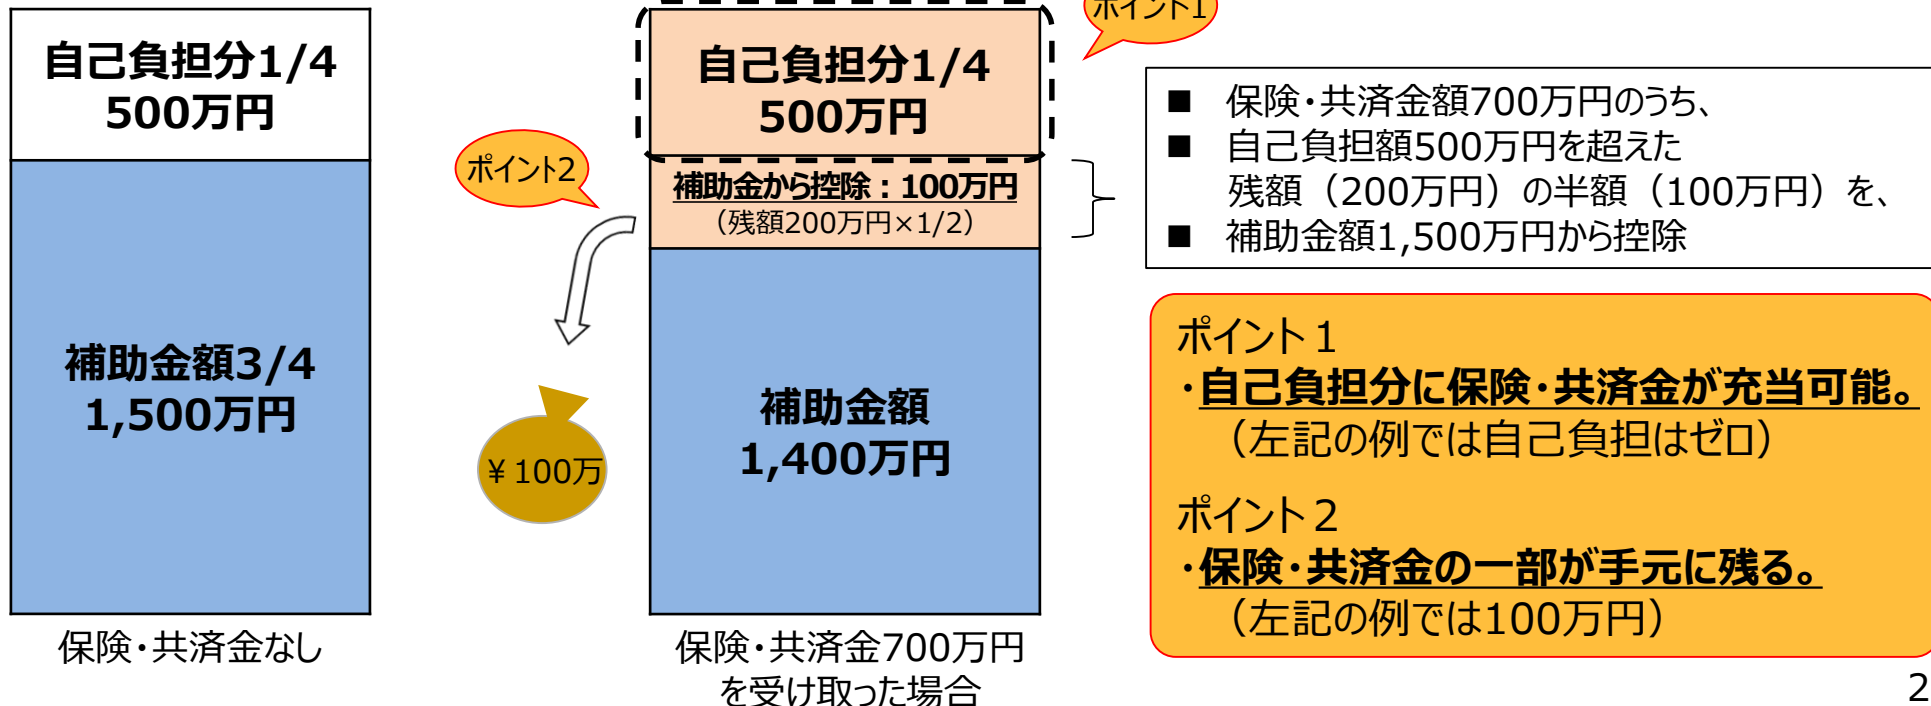 自己負担分1/4
500万円
補助金額3/4
1,500万円
保険・共済金なし
ポイント2
¥100万
自己負担分1/4
500万円
補助金から控除：100万円
（残額200万円×1/2）
補助金額
1,400万円
保険・共済金700万円
を受け取った場合
ポイント1
■ 保険・共済金額700万円のうち、
■ 自己負担額500万円を超えた
残額（200万円）の半額（100万円）を、
■ 補助金額1,500万円から控除
ポイント１
・自己負担分に保険・共済金が充当可能。
（左記の例では自己負担はゼロ）
ポイント２
・保険・共済金の一部が手元に残る。
（左記の例では100万円）
2